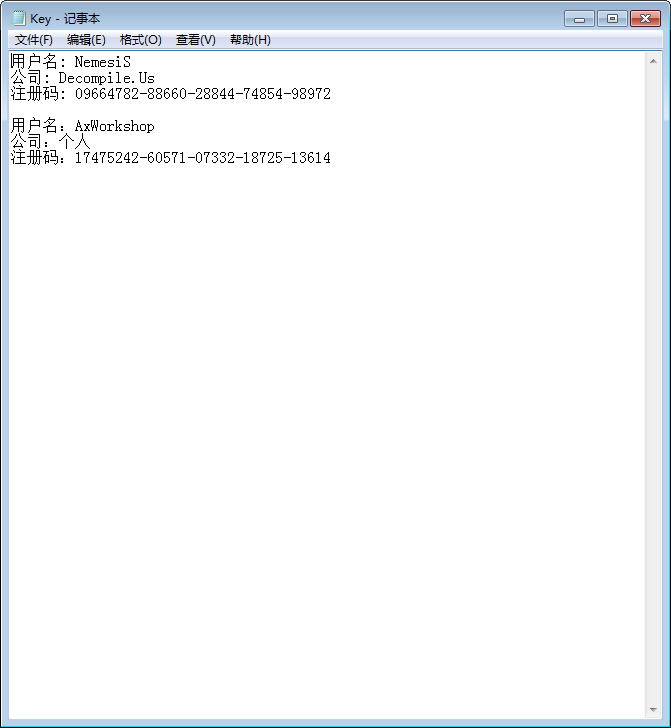 Key - 记事本
文件(F) 编辑(E) 格式(O) 查看(V) 帮助(H)
用户名: NemesiS
公司: Decompile.Us
注册码: 09664782-88660-28844-74854-98972
用户名：AxWorkshop
公司：个人
注册码：17475242-60571-07332-18725-13614